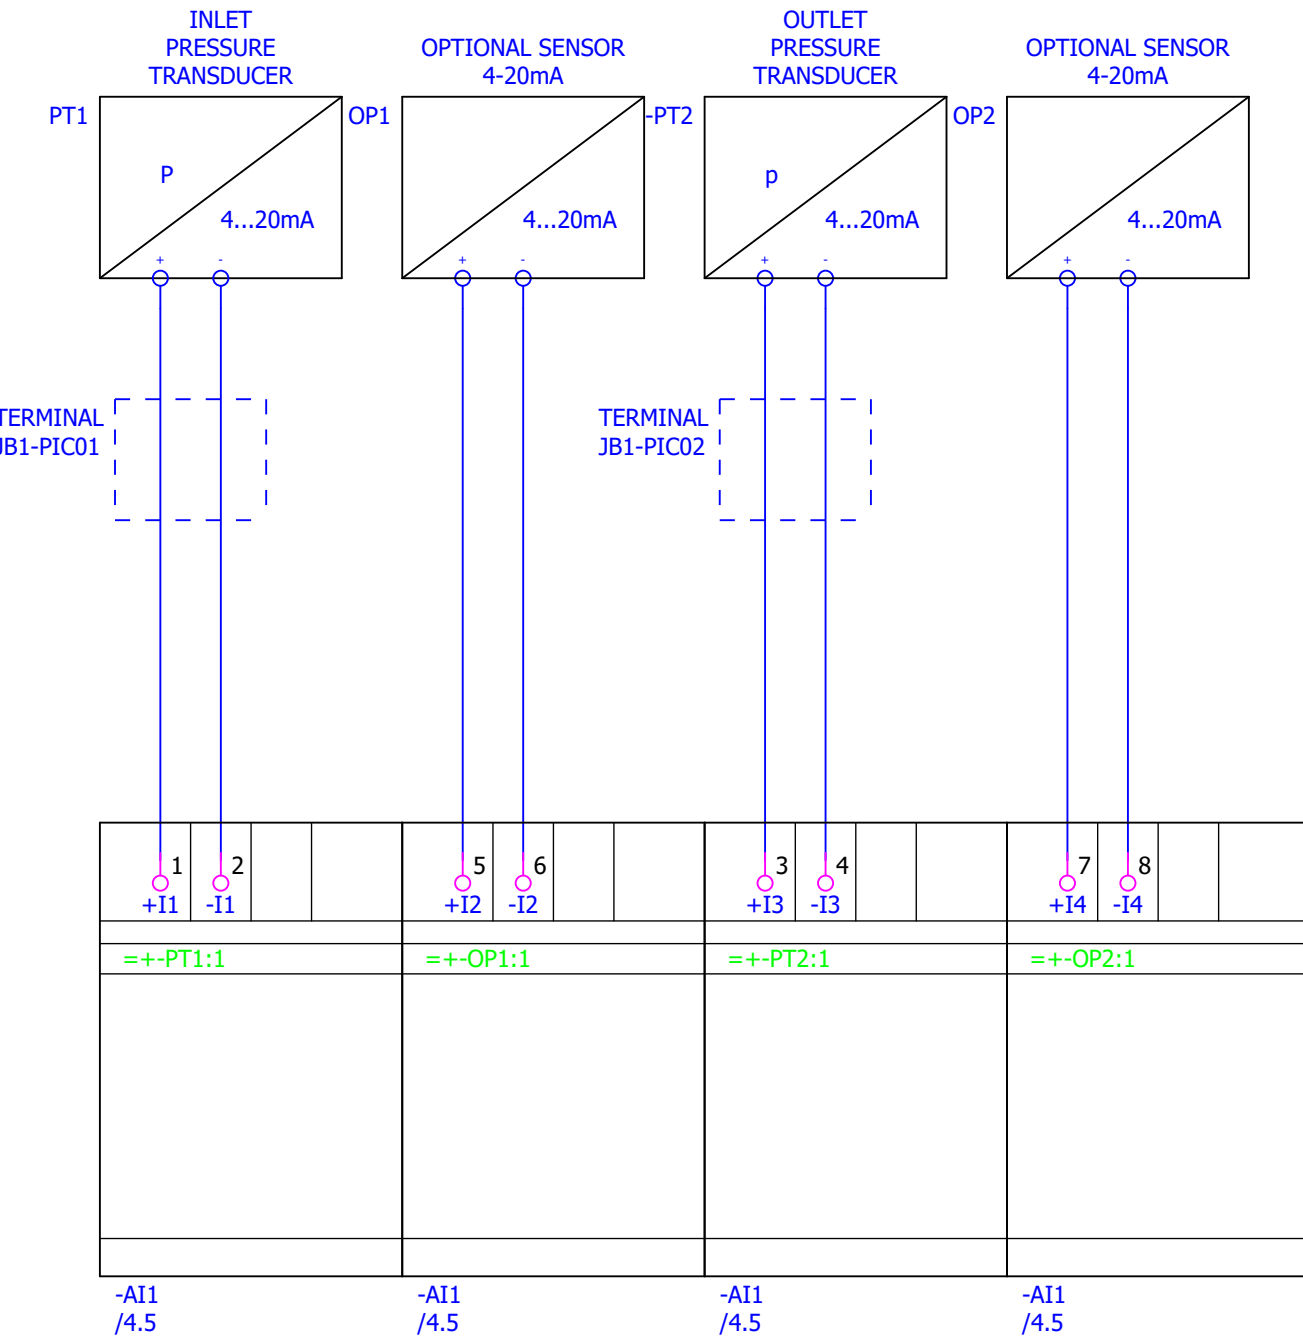 INLET
PRESSURE
TRANSDUCER
OPTIONAL SENSOR
4-20mA
OUTLET
PRESSURE
TRANSDUCER
OPTIONAL SENSOR
4-20mA
PT1
OP1
-PT2
OP2
P
4...20mA
+ -
4...20mA
+ -
p
4...20mA
+ -
4...20mA
+ -
TERMINAL
JB1-PIC01
TERMINAL
JB1-PIC02
1 2
+I1 -I1
5 6
+I2 -I2
3 4
+I3 -I3
7 8
+I4 -I4
=+-PT1:1
=+-OP1:1
=+-PT2:1
=+-OP2:1
-AI1
/4.5
-AI1
/4.5
-AI1
/4.5
-AI1
/4.5